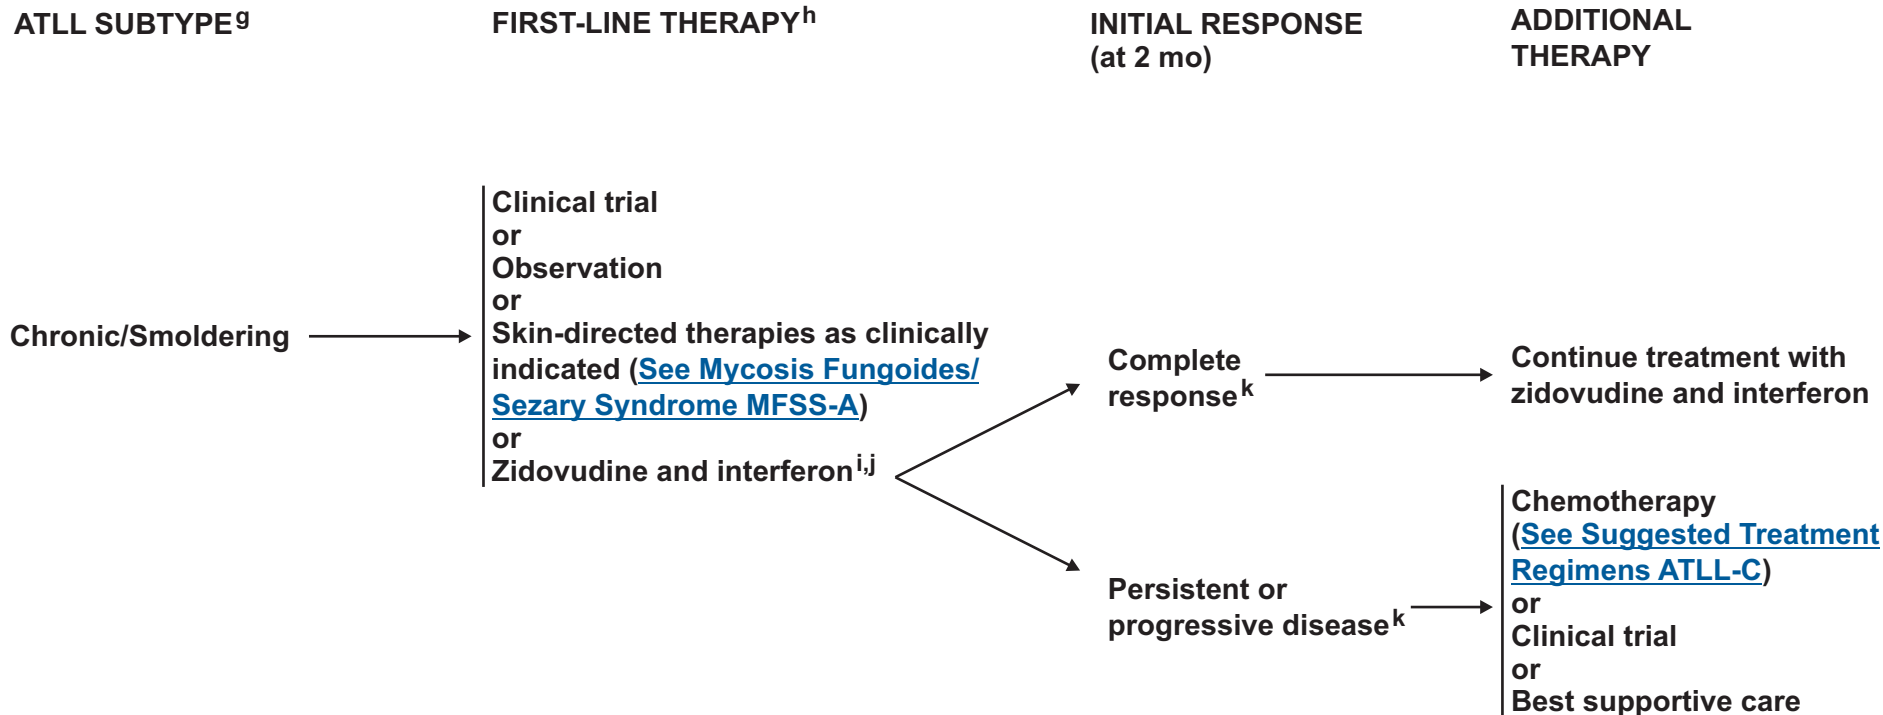 ATLL SUBTYPEg
FIRST-LINE THERAPYh
INITIAL RESPONSE
(at 2 mo)
ADDITIONAL
THERAPY
Chronic/Smoldering
Clinical trial
or
Observation
or
Skin-directed therapies as clinically
indicated (See Mycosis Fungoides/
Sezary Syndrome MFSS-A)
or
Zidovudine and interferoni,j
Complete
responsek
Continue treatment with
zidovudine and interferon
Persistent or
progressive diseasek
Chemotherapy
(See Suggested Treatment
Regimens ATLL-C)
or
Clinical trial
or
Best supportive care